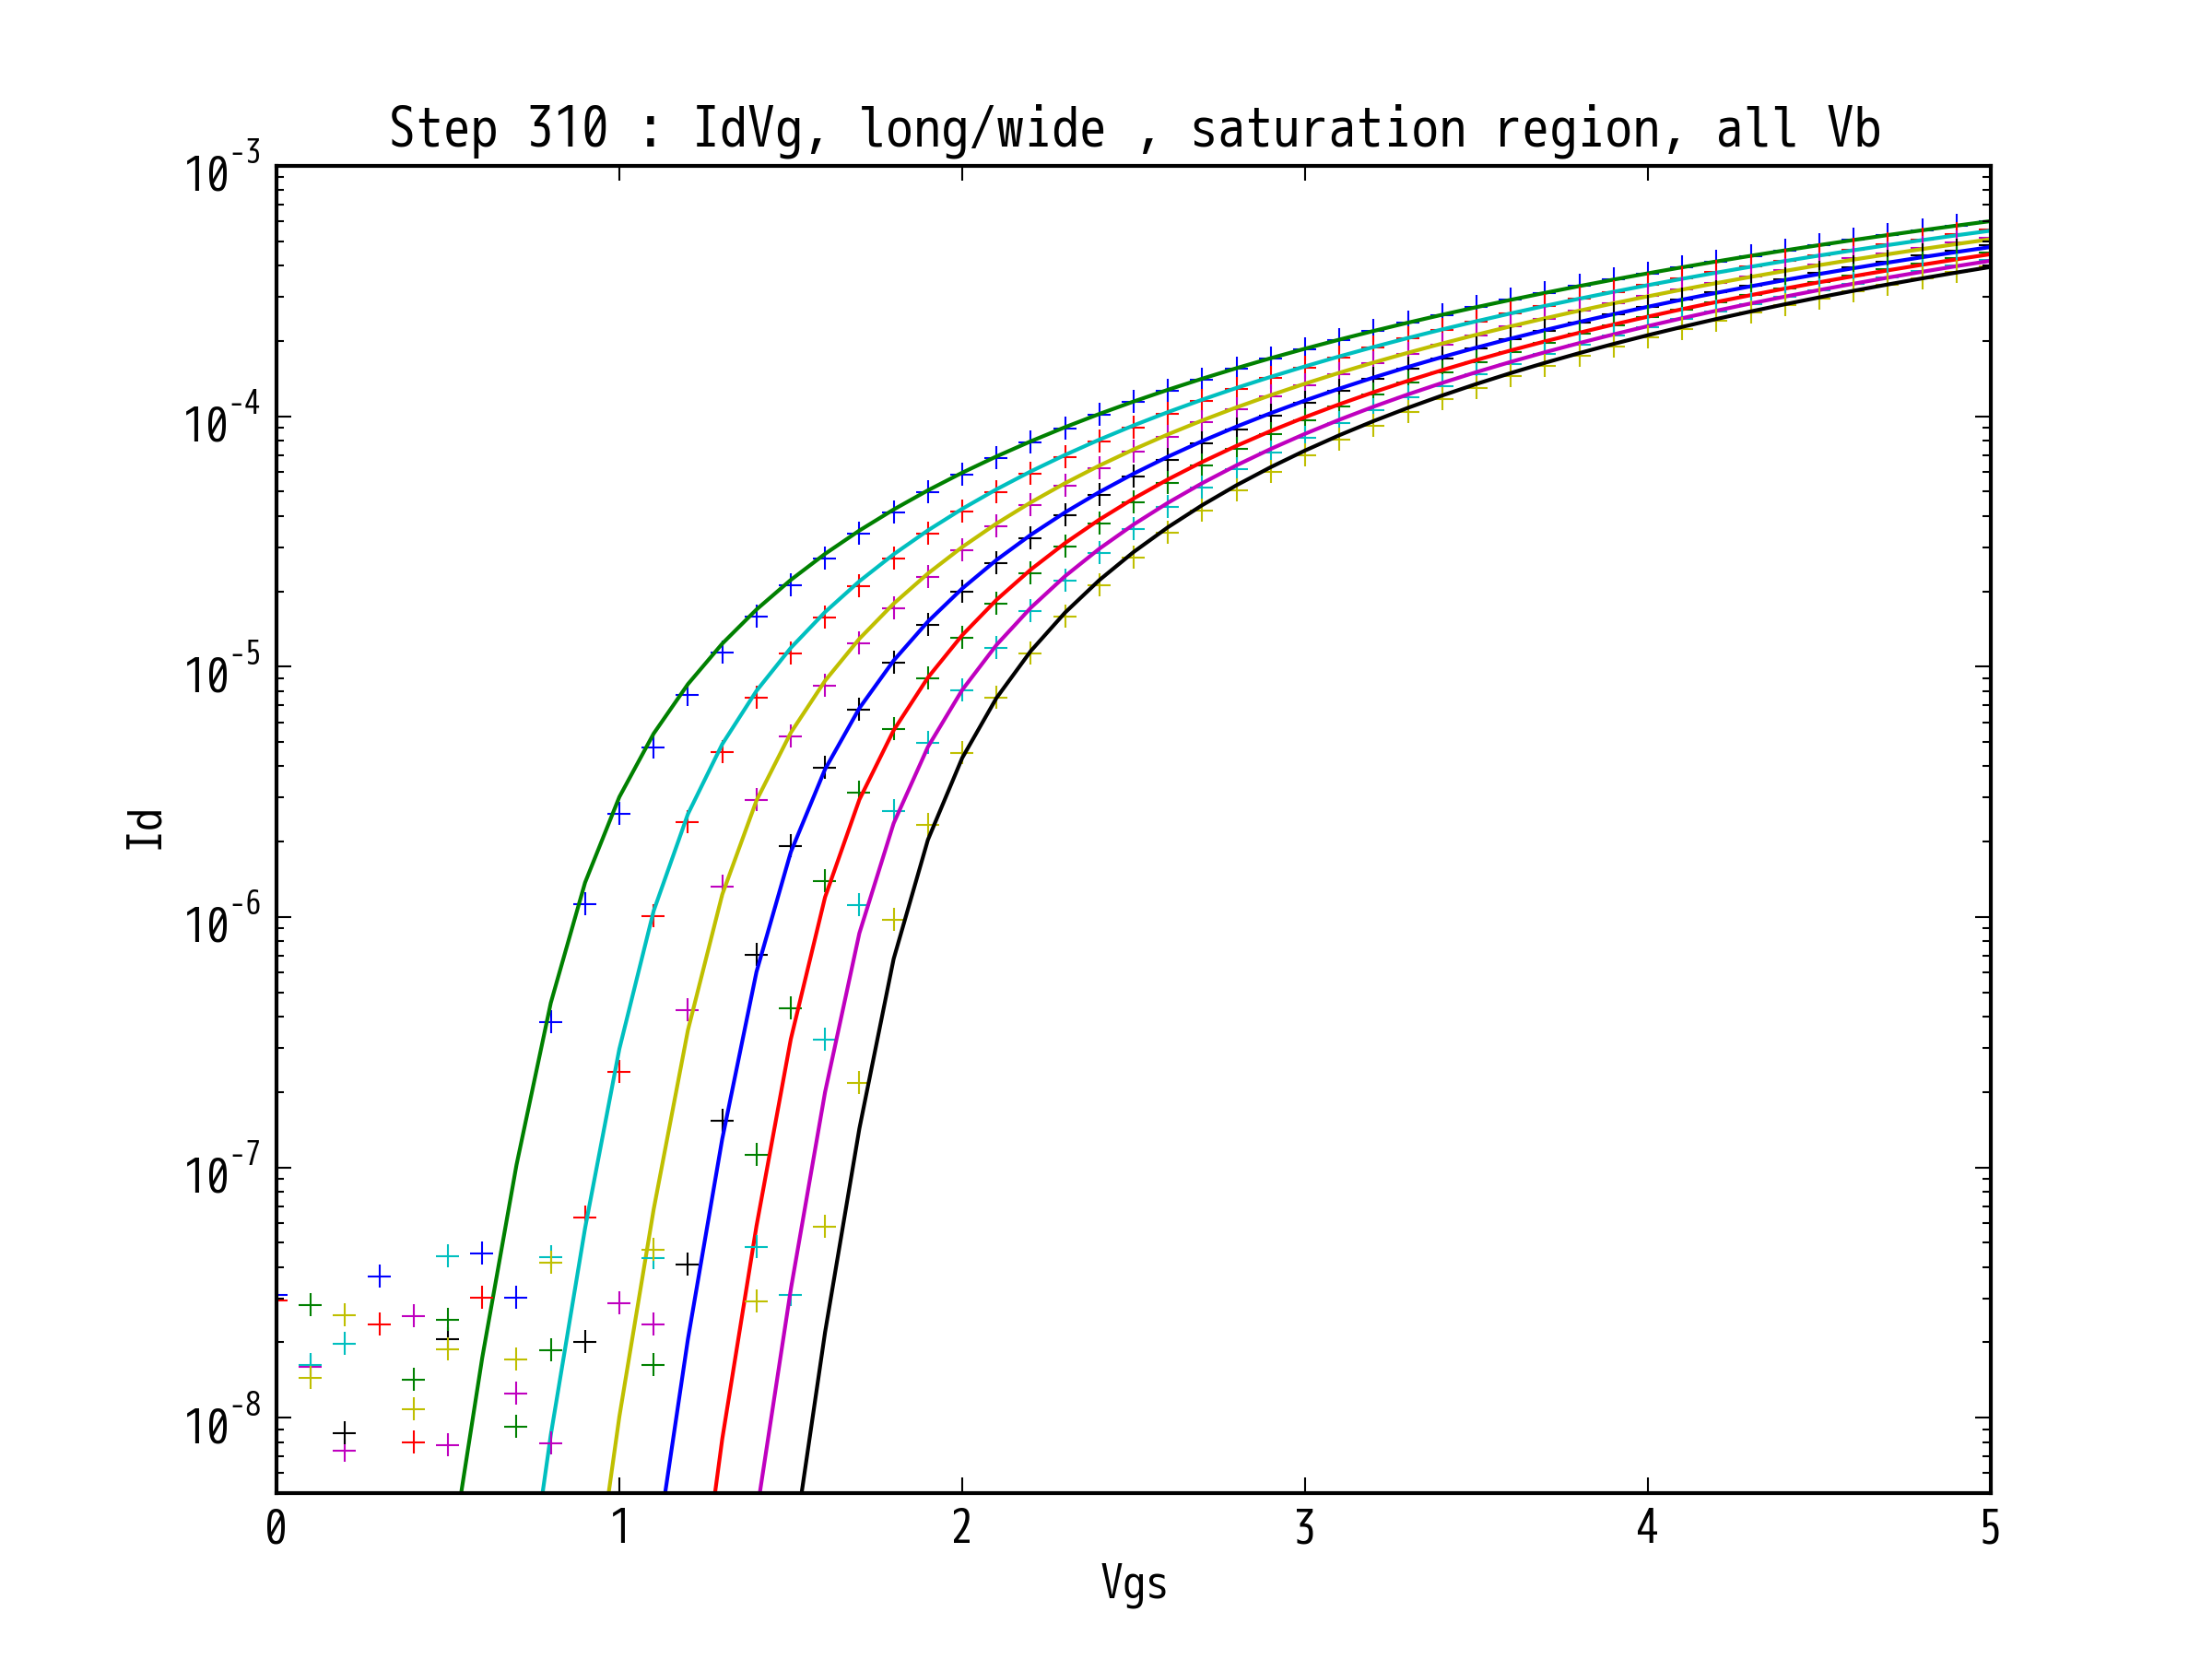 Step 310 : IdVg, long/wide , saturation region, all Vb
10^-3
10^-4
10^-5
10^-6
10^-7
10^-8
Id
0 1 2 3 4 5
Vgs